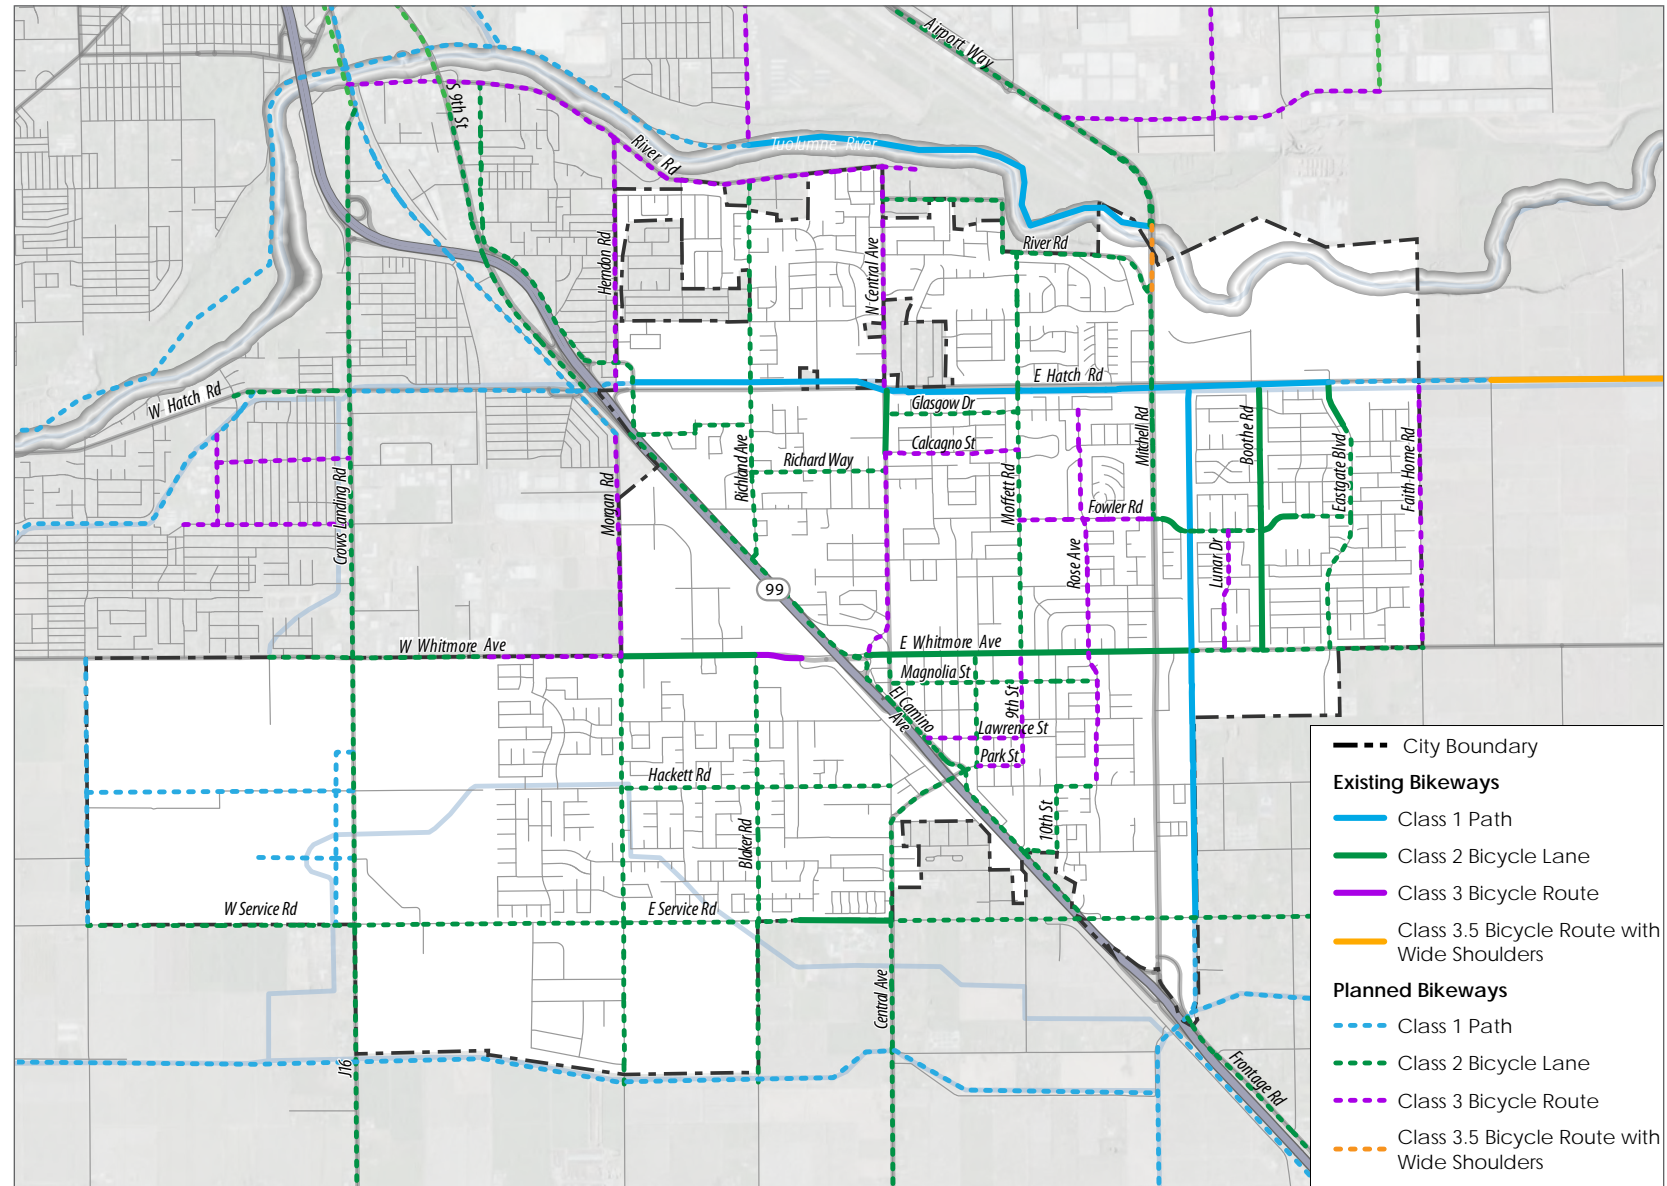 Airport Way
S 9th St
River Rd
Tuolumne River
Herndon Rd
N Central Ave
River Rd
W Hatch Rd
E Hatch Rd
Glasgow Dr
Calcagno St
Richard Way
Richland Ave
Moffett Rd
Mitchell Rd
Boothe Rd
Eastgate Blvd
Faith Home Rd
Crows Landing Rd
Morgan Rd
Fowler Rd
Rose Ave
Lunar Dr
99
W Whitmore Ave
E Whitmore Ave
Magnolia St
El Camino
Ave
9th St
Lawrence St
Park St
Hackett Rd
10th St
Blaker Rd
W Service Rd
E Service Rd
Central Ave
J16
Frontage Rd
City Boundary
Existing Bikeways
Class 1 Path
Class 2 Bicycle Lane
Class 3 Bicycle Route
Class 3.5 Bicycle Route with
Wide Shoulders
Planned Bikeways
Class 1 Path
Class 2 Bicycle Lane
Class 3 Bicycle Route
Class 3.5 Bicycle Route with
Wide Shoulders